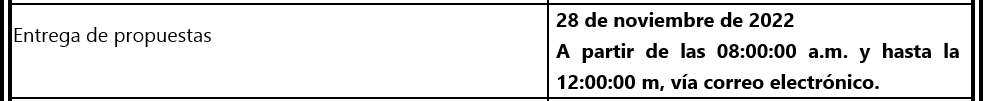 Entrega de propuestas
28 de noviembre de 2022
A partir de las 08:00:00 a.m. y hasta la
12:00:00 m, vía correo electrónico.